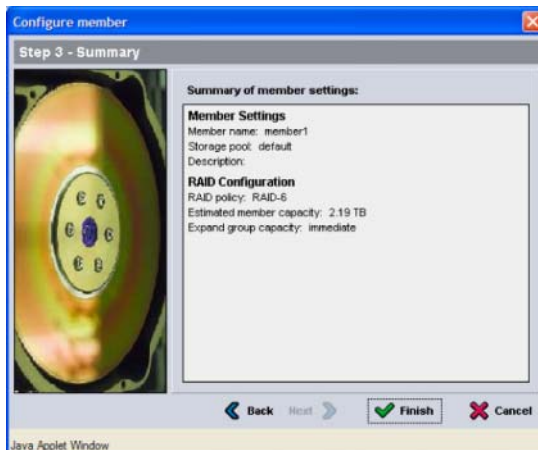 Configure member
Step 3 - Summary
Summary of member settings:
Member Settings
Member name: member1
Storage pool: default
Description:
RAID Configuration
RAID policy: RAID-6
Estimated member capacity: 2.19 TB
Expand group capacity: immediate
Back Next Finish Cancel
Java Applet Window